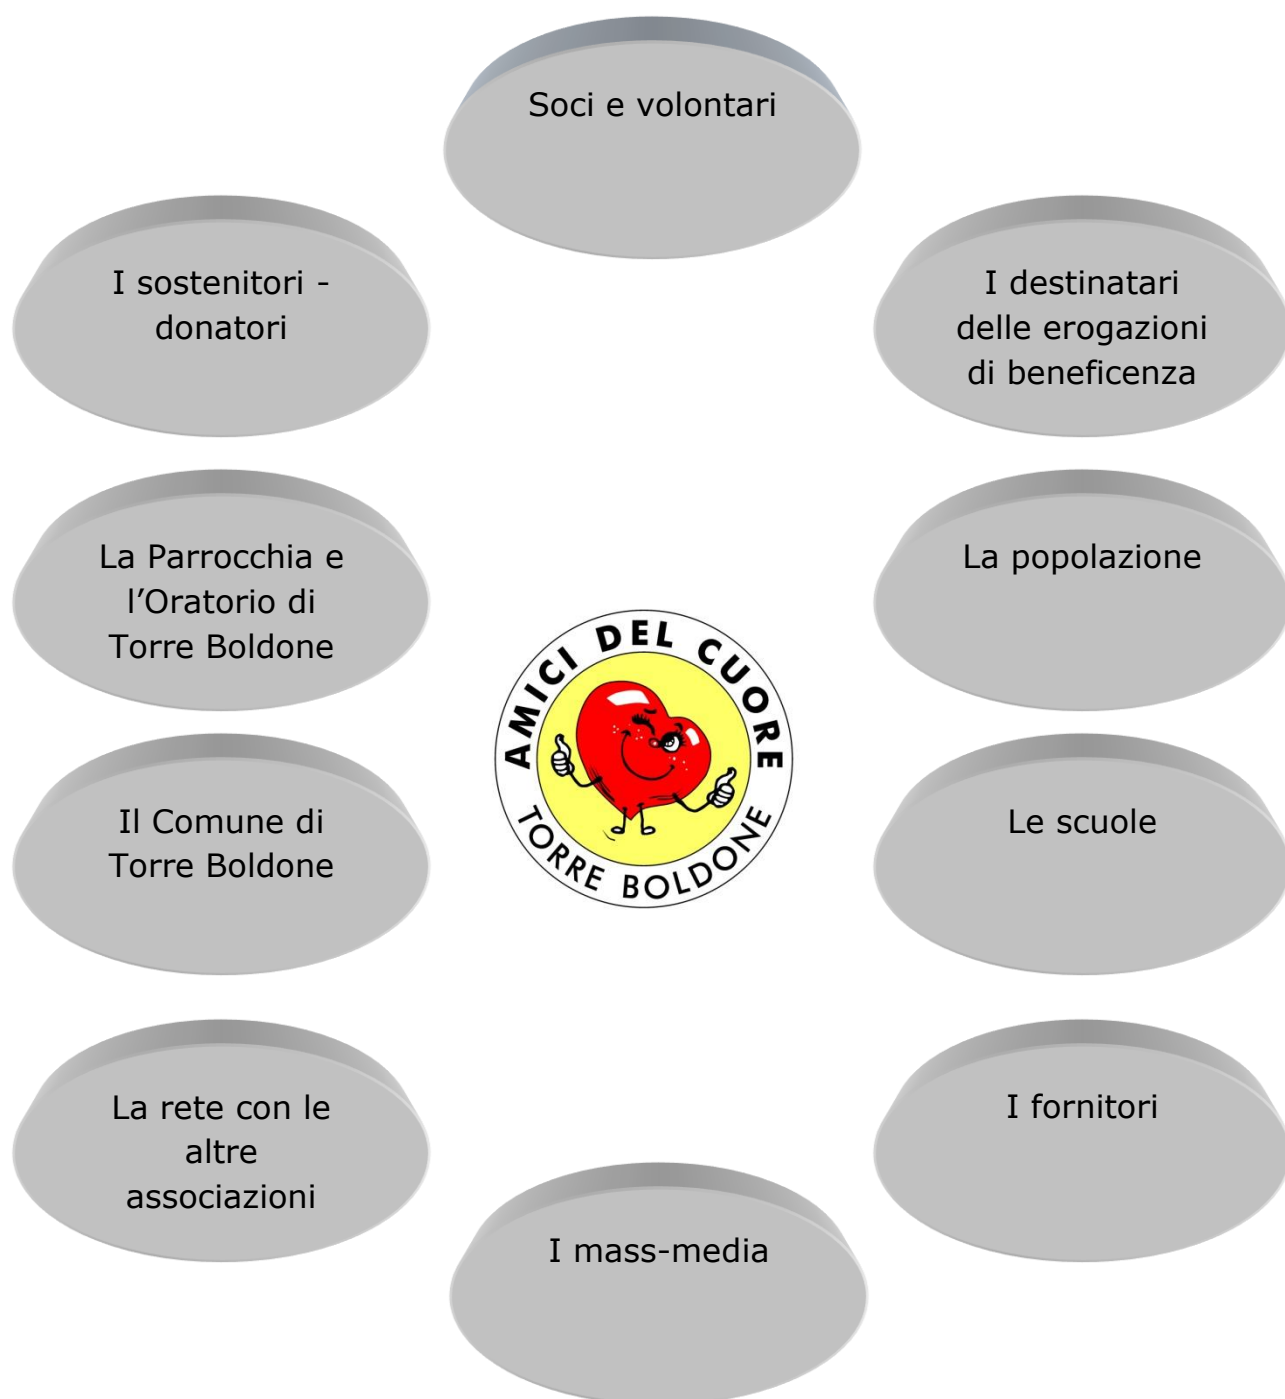 Soci e volontari
I sostenitori -
donatori
I destinatari
delle erogazioni
di beneficenza
La Parrocchia e
l’Oratorio di
Torre Boldone
La popolazione
AMICI DEL CUORE
TORRE BOLDONE
Il Comune di
Torre Boldone
Le scuole
La rete con le
altre
associazioni
I fornitori
I mass-media